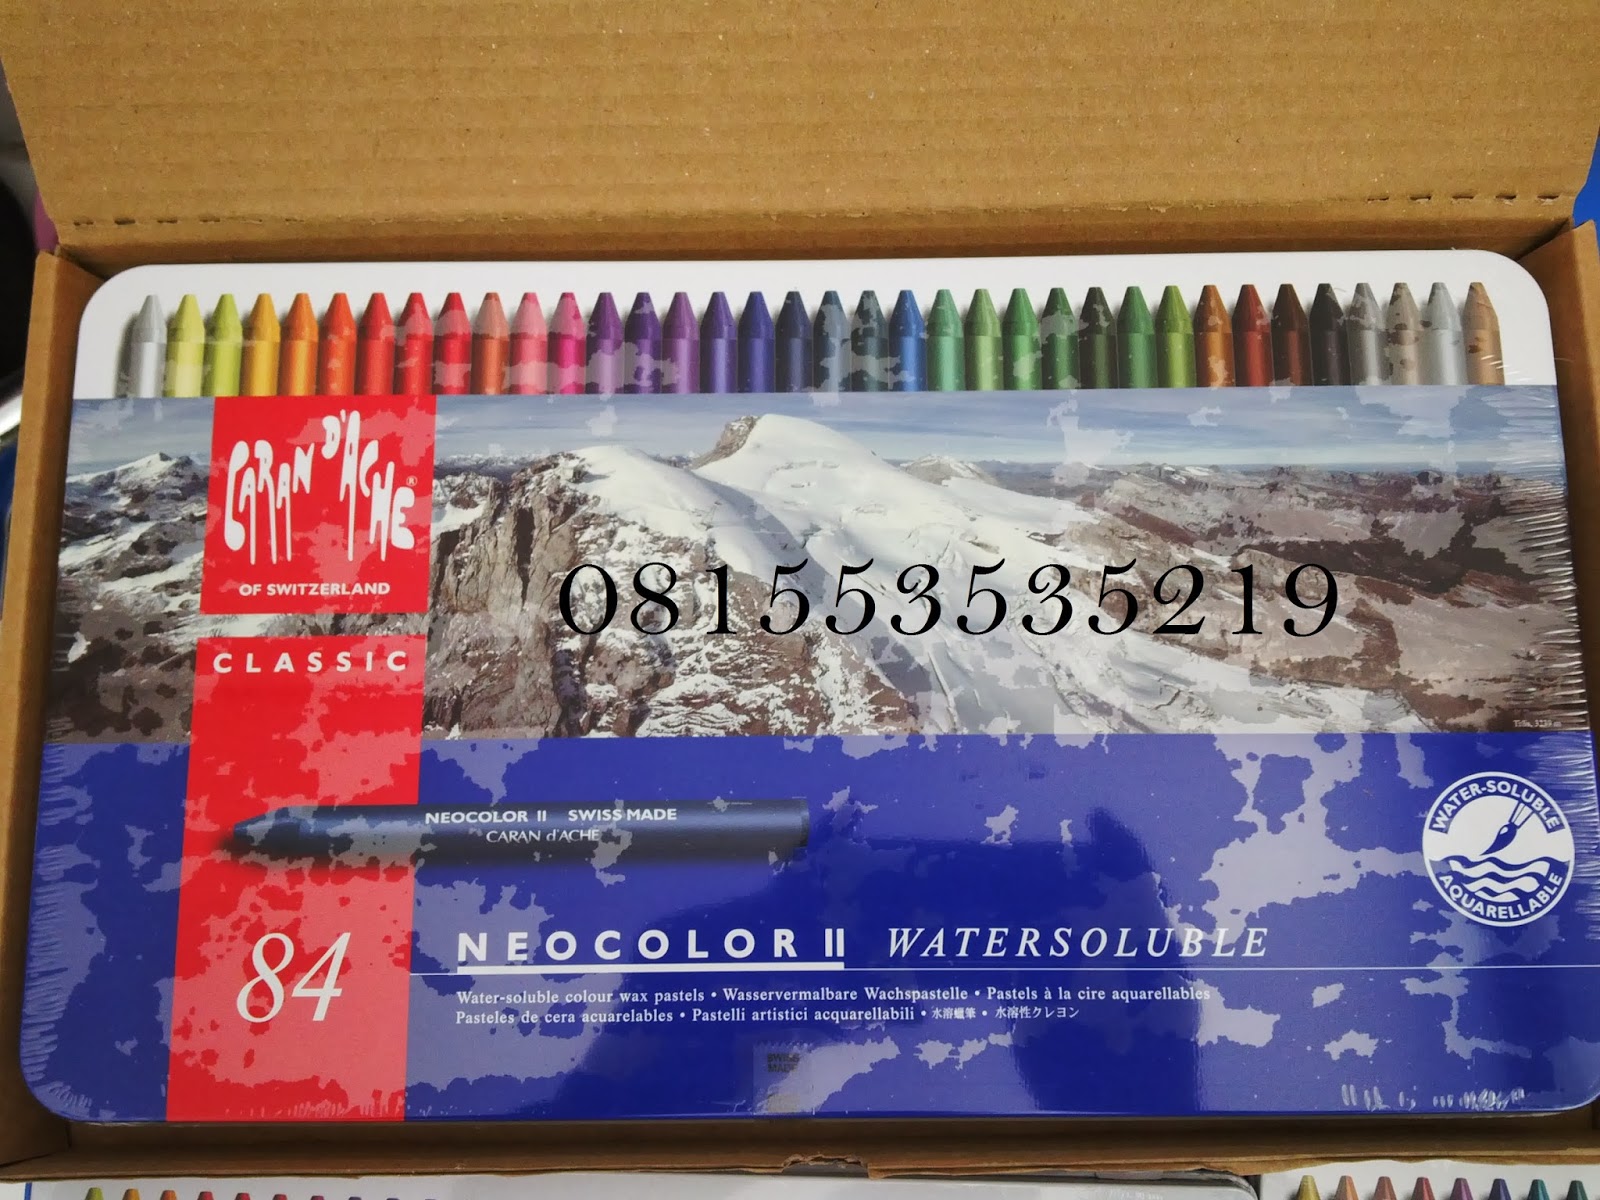 CARAN D'ACHE®
OF SWITZERLAND
CLASSIC
081553535219
NEOCOLOR II SWISS MADE
CARAN d'ACHE
WATER-SOLUBLE
AQUARELLABLE
84
NEOCOLOR II WATERSOLUBLE
Water-soluble colour wax pastels • Wasservermalbare Wachspastelle • Pastels à la cire aquarellables
Pasteles de cera acuarelables • Pastelli artistici acquarellabili • 水溶蠟筆 • 水溶性クレヨン
SWISS
MADE